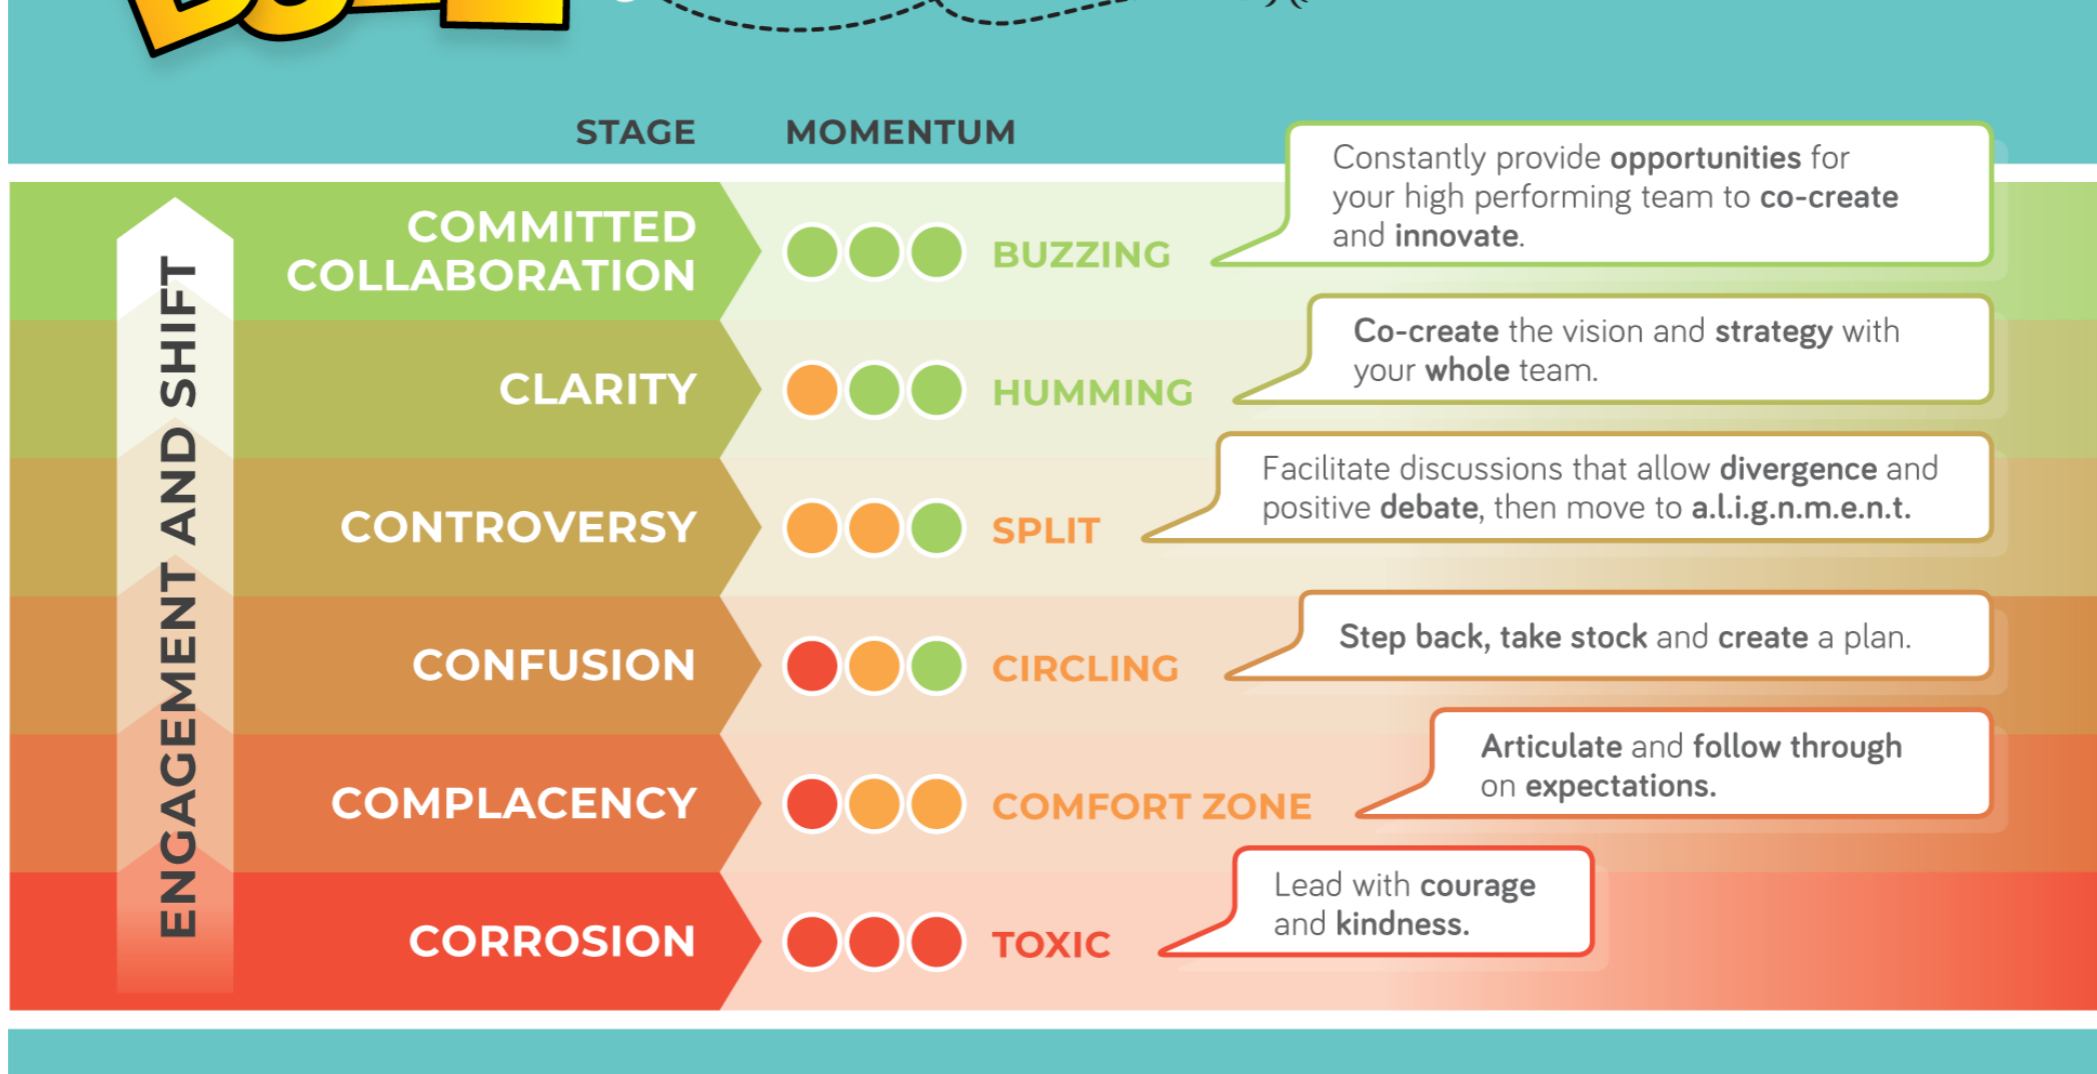 STAGE MOMENTUM
ENGAGEMENT AND SHIFT
COMMITTED
COLLABORATION
BUZZING
Constantly provide opportunities for
your high performing team to co-create
and innovate.
CLARITY
HUMMING
Co-create the vision and strategy with
your whole team.
CONTROVERSY
SPLIT
Facilitate discussions that allow divergence and
positive debate, then move to a.l.i.g.n.m.e.n.t.
CONFUSION
CIRCLING
Step back, take stock and create a plan.
COMPLACENCY
COMFORT ZONE
Articulate and follow through
on expectations.
CORROSION
TOXIC
Lead with courage
and kindness.